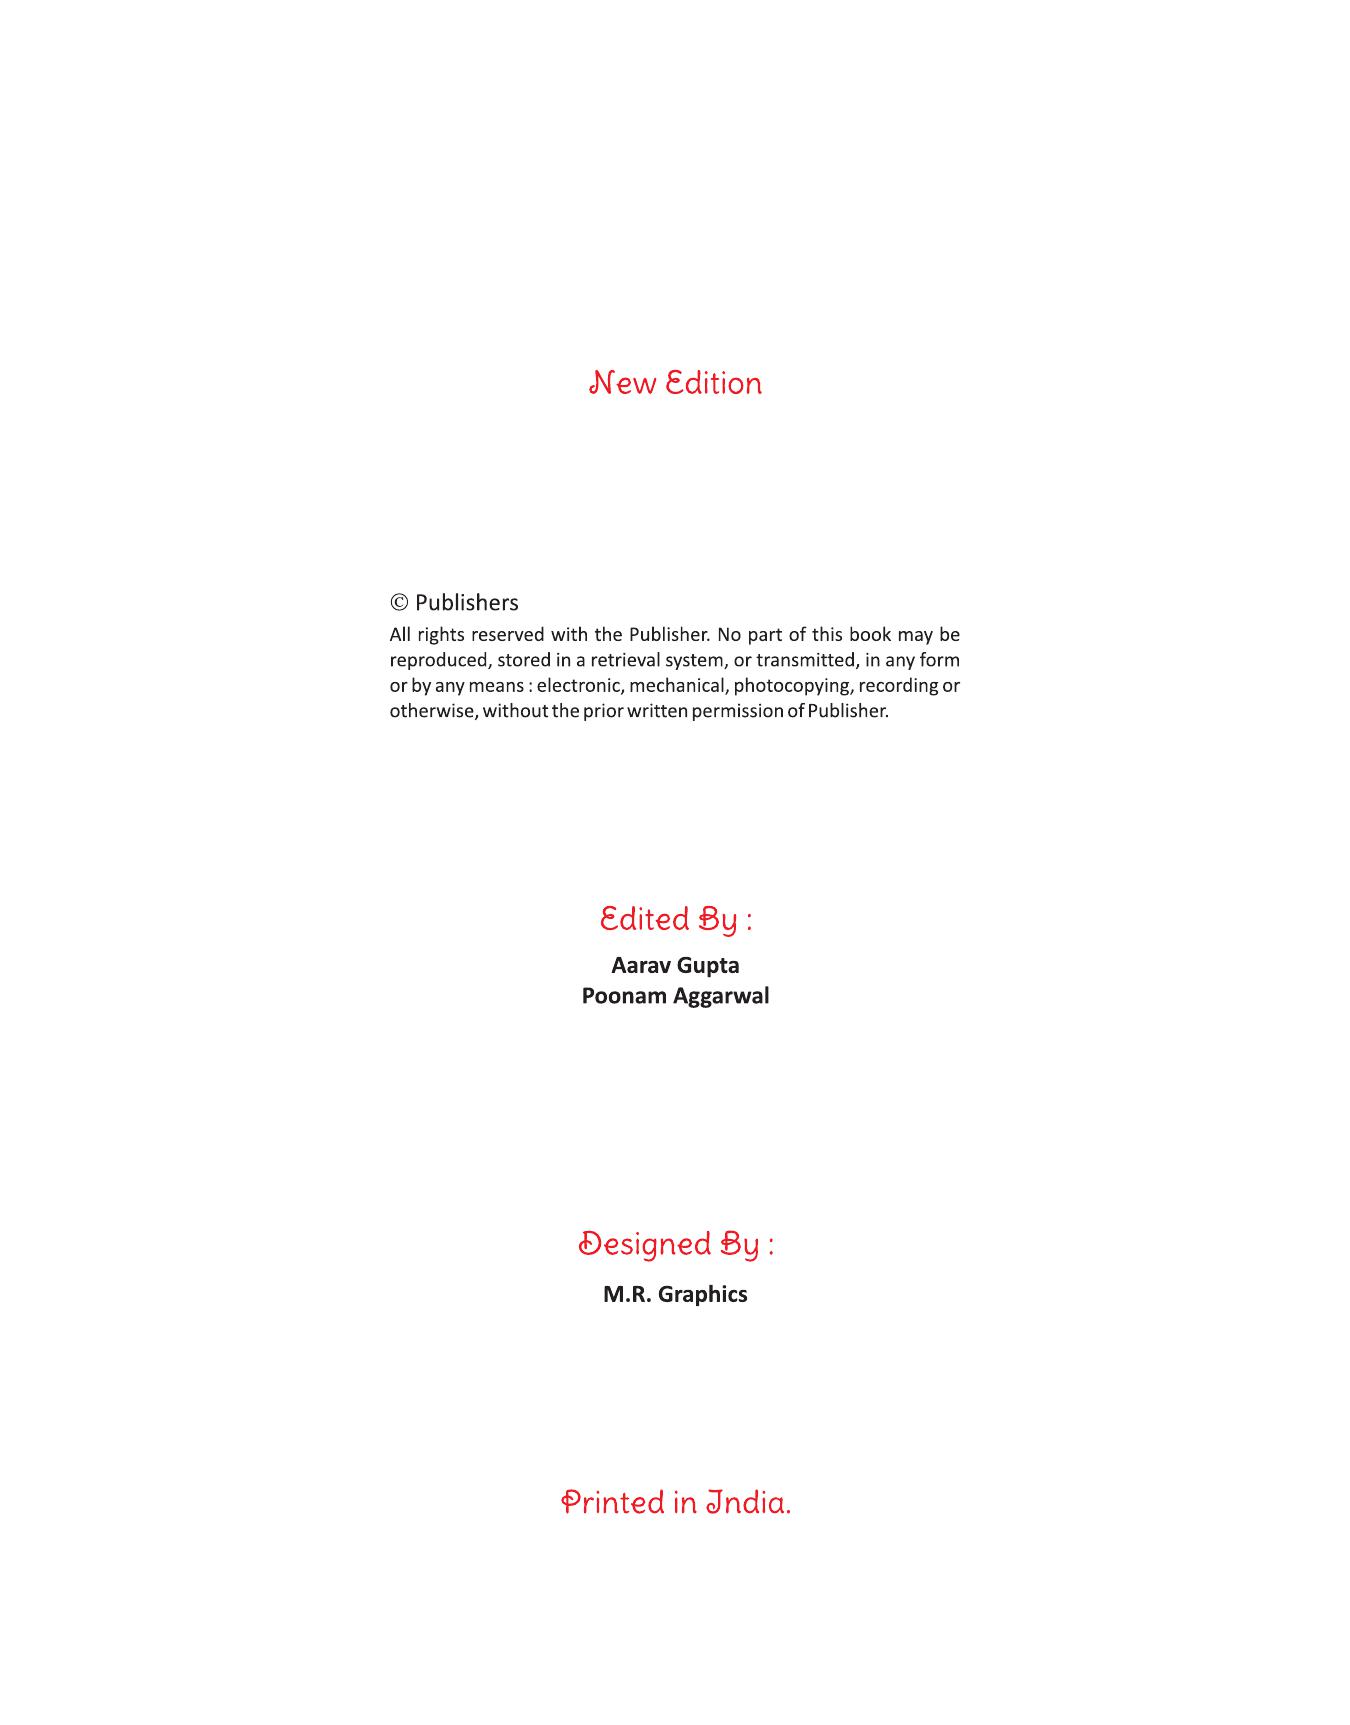 New Edition
© Publishers
All rights reserved with the Publisher. No part of this book may be
reproduced, stored in a retrieval system, or transmitted, in any form
or by any means : electronic, mechanical, photocopying, recording or
otherwise, without the prior written permission of Publisher.
Edited By :
Aarav Gupta
Poonam Aggarwal
Designed By :
M.R. Graphics
Printed in India.